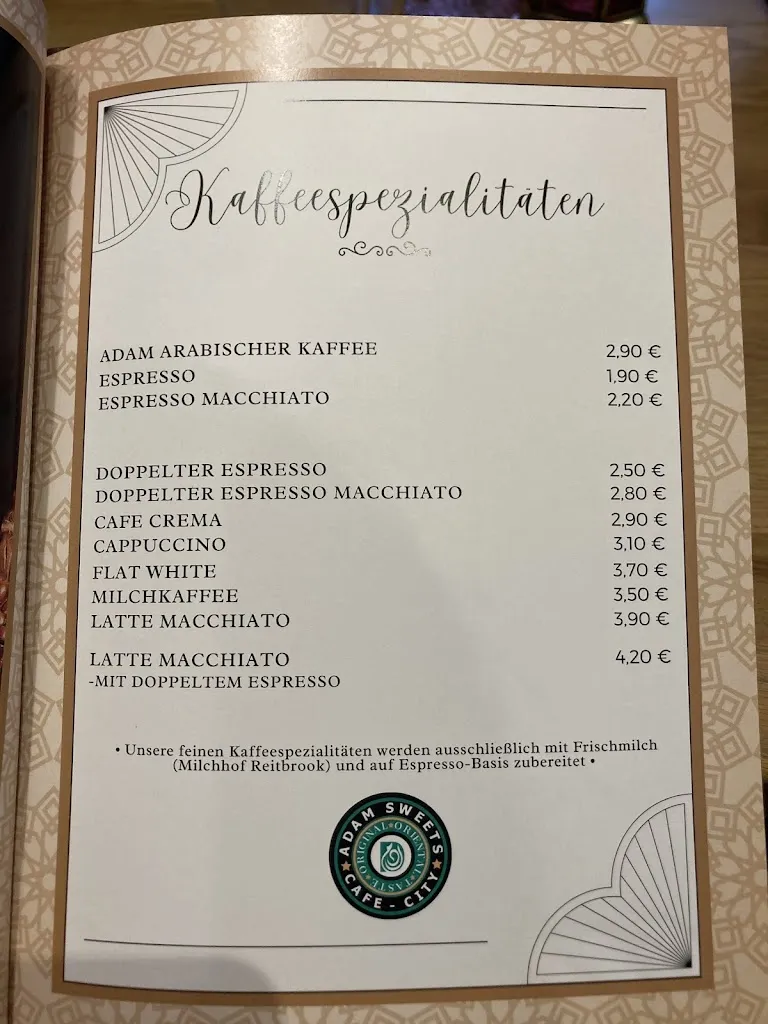 Kaffeespezialitäten
ADAM ARABISCHER KAFFEE 2,90 €
ESPRESSO 1,90 €
ESPRESSO MACCHIATO 2,20 €
DOPPELTER ESPRESSO 2,50 €
DOPPELTER ESPRESSO MACCHIATO 2,80 €
CAFE CREMA 2,90 €
CAPPUCCINO 3,10 €
FLAT WHITE 3,70 €
MILCHKAFFEE 3,50 €
LATTE MACCHIATO 3,90 €
LATTE MACCHIATO 4,20 €
-MIT DOPPELTEM ESPRESSO
• Unsere feinen Kaffeespezialitäten werden ausschließlich mit Frischmilch
(Milchhof Reitbrook) und auf Espresso-Basis zubereitet •
ADAM SWEETS
ORIGINAL ORIENTAL TASTE
CAFE - CITY